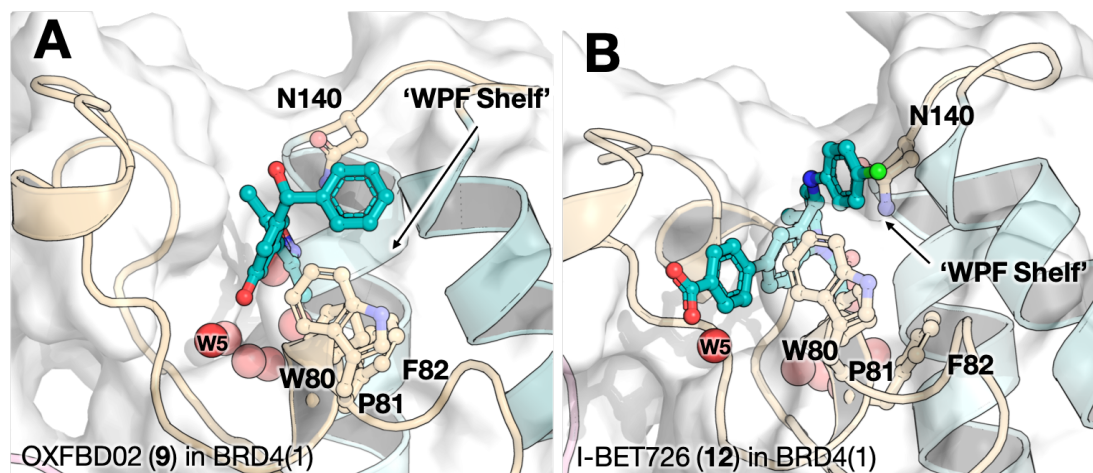 A
N140
‘WPF Shelf’
W5
W80
F82
P81
OXFBD02 (9) in BRD4(1)
B
N140
‘WPF Shelf’
W5
W80
P81
F82
I-BET726 (12) in BRD4(1)